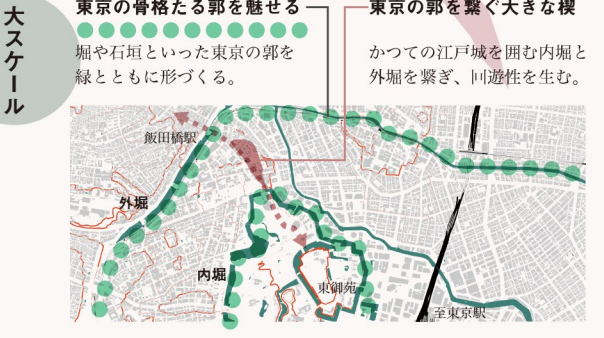 大スケール
東京の骨格たる郭を魅せる
東京の郭を繋ぐ大きな楔
堀や石垣といった東京の郭を
緑とともに形づくる。
かつての江戸城を囲む内堀と
外堀を繋ぎ、回遊性を生む。
飯田橋駅
外堀
内堀
東御苑
至東京駅